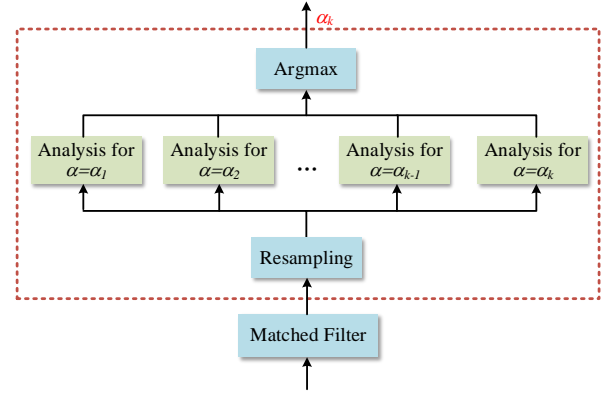 αk
Argmax
Analysis for
α=α1
Analysis for
α=α2
...
Analysis for
α=αk-1
Analysis for
α=αk
Resampling
Matched Filter